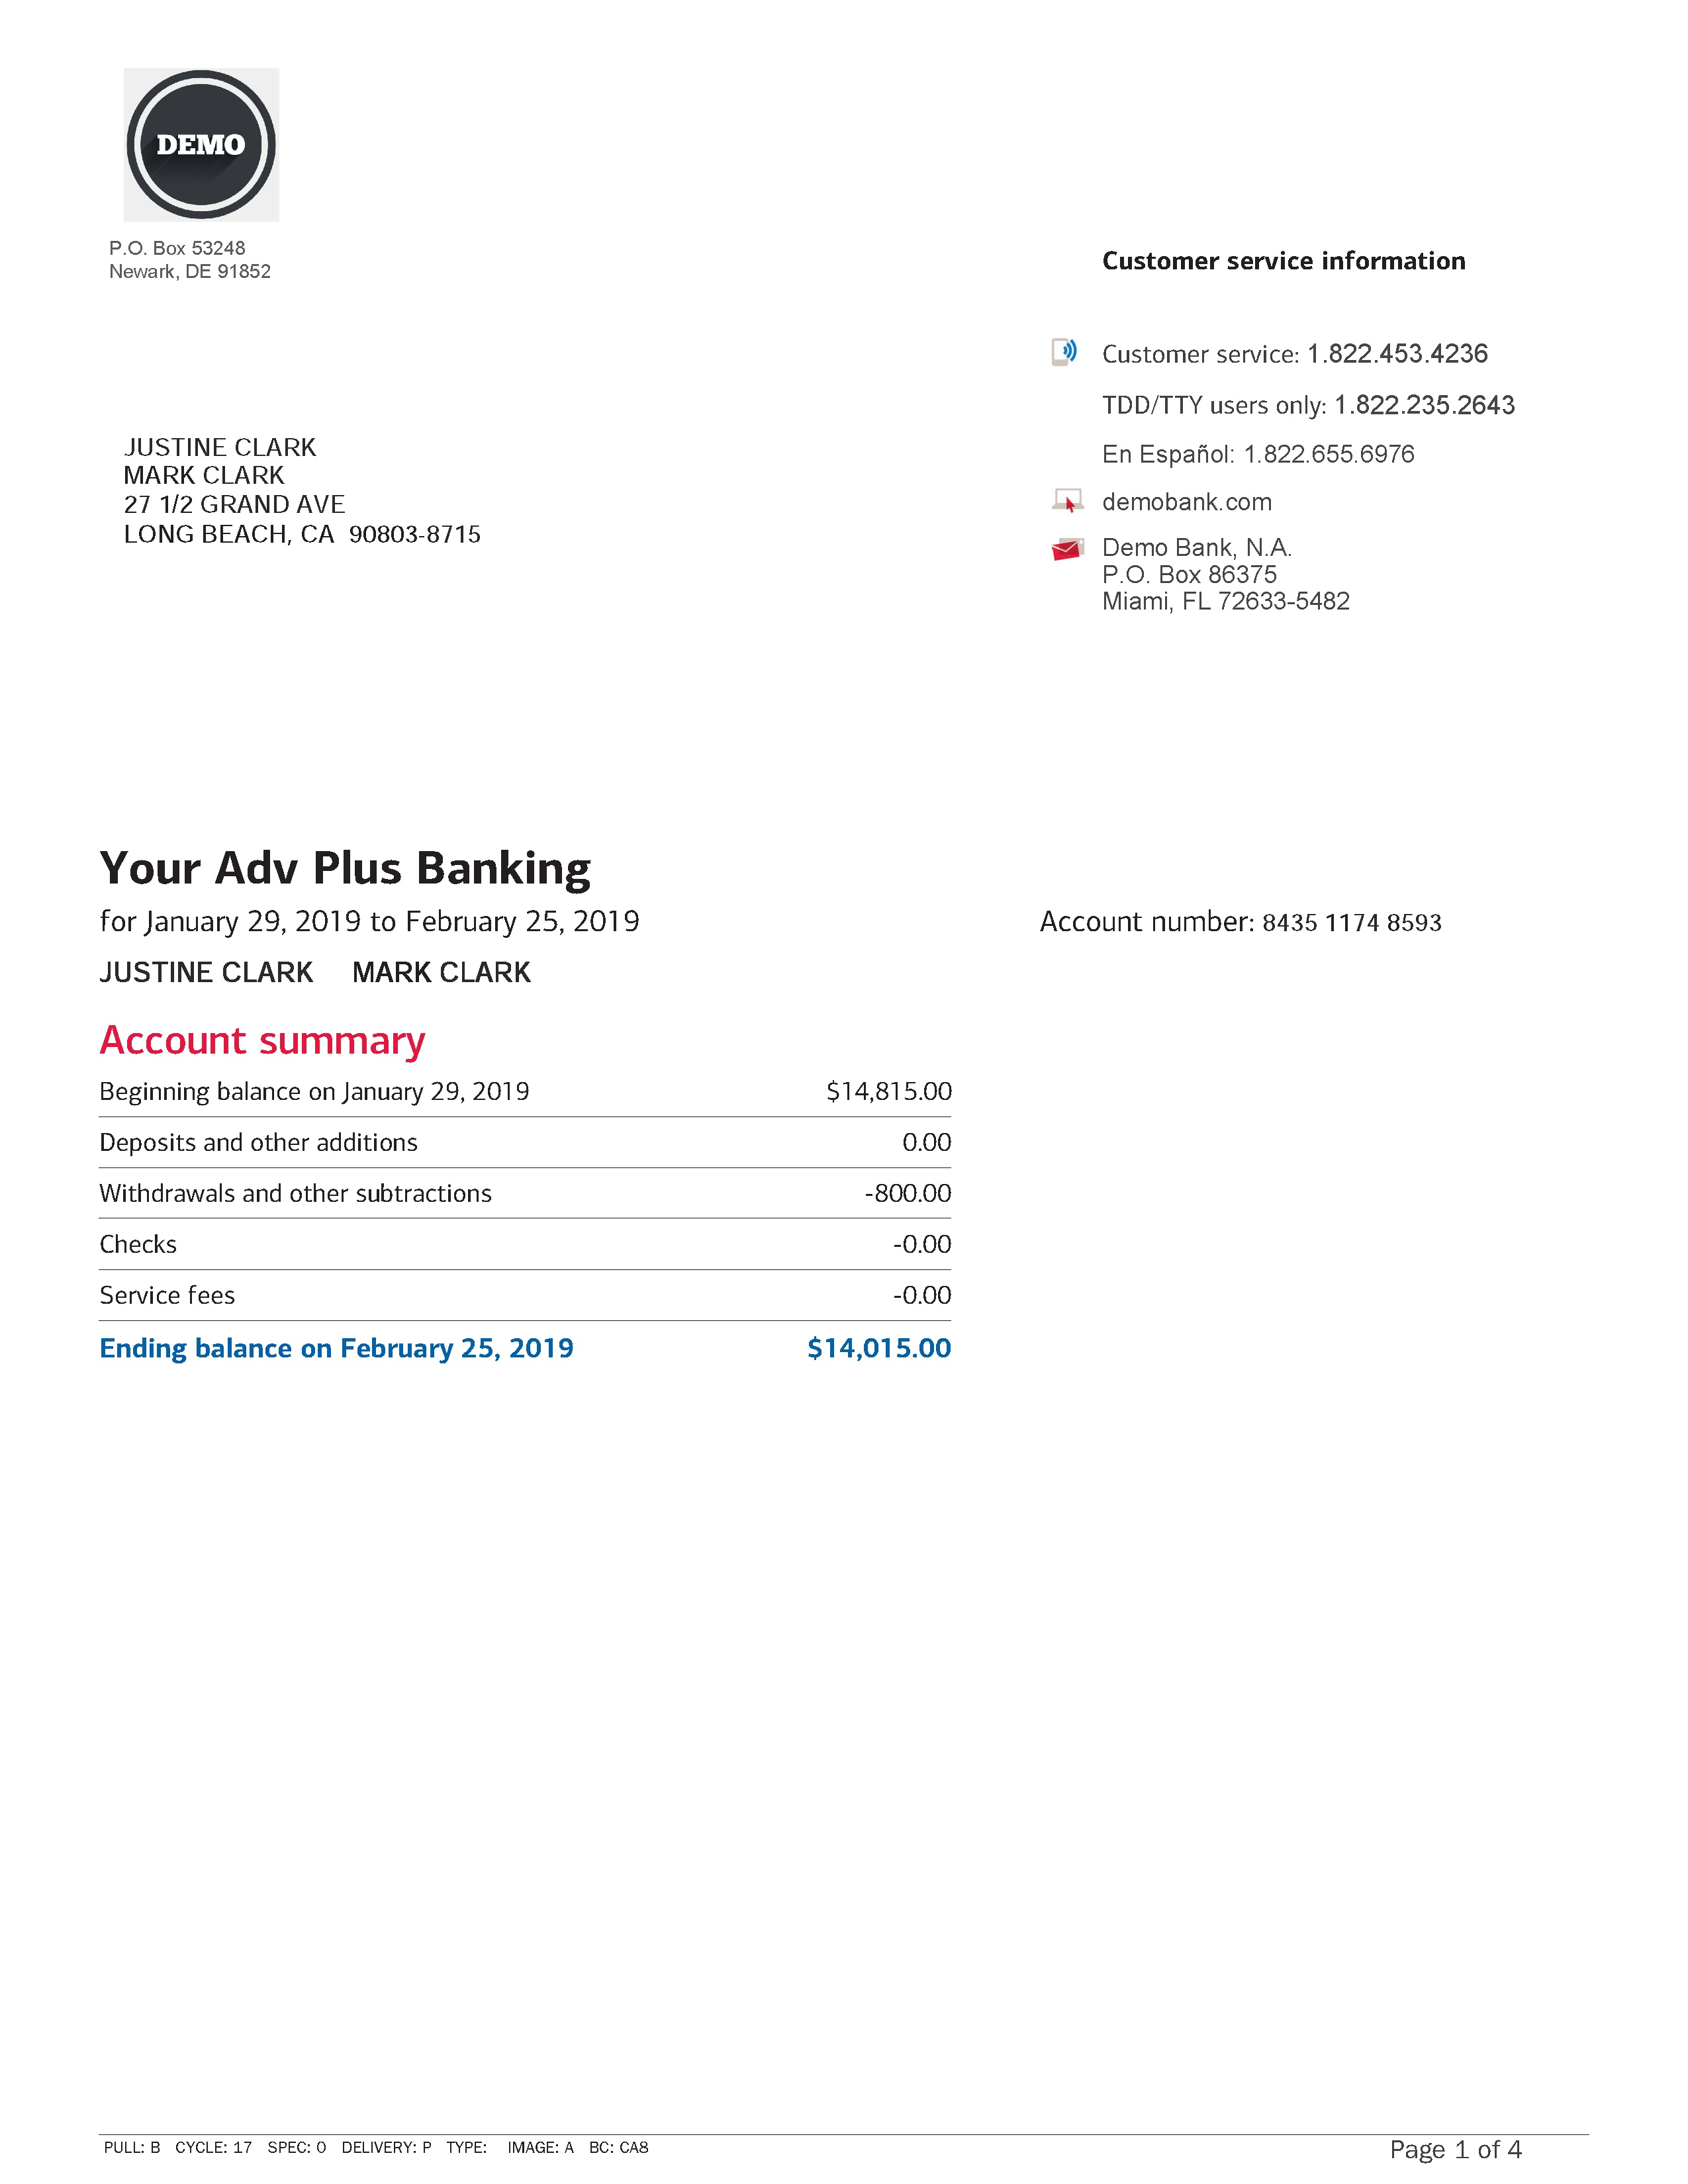 DEMO
P.O. Box 53248
Newark, DE 91852
Customer service information
Customer service: 1.822.453.4236
TDD/TTY users only: 1.822.235.2643
En Español: 1.822.655.6976
demobank.com
Demo Bank, N.A.
P.O. Box 86375
Miami, FL 72633-5482
JUSTINE CLARK
MARK CLARK
27 1/2 GRAND AVE
LONG BEACH, CA 90803-8715
Your Adv Plus Banking
for January 29, 2019 to February 25, 2019 Account number: 8435 1174 8593
JUSTINE CLARK MARK CLARK
Account summary
Beginning balance on January 29, 2019 $14,815.00
Deposits and other additions 0.00
Withdrawals and other subtractions -800.00
Checks -0.00
Service fees -0.00
Ending balance on February 25, 2019 $14,015.00
PULL: B CYCLE: 17 SPEC: 0 DELIVERY: P TYPE: IMAGE: A BC: CA8 Page 1 of 4